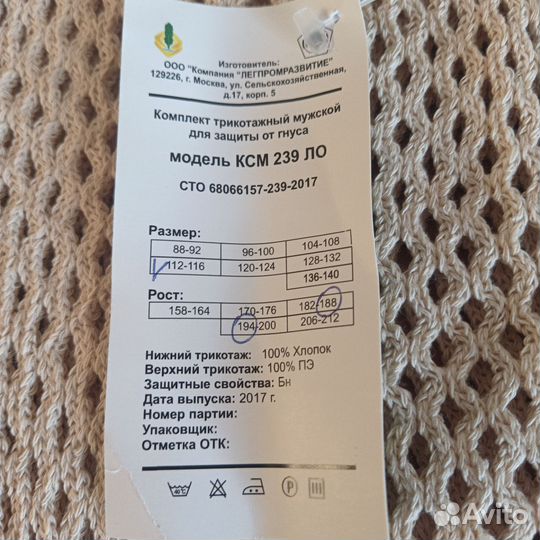 Изготовитель:
ООО "Компания "ЛЕГПРОМРАЗВИТИЕ"
129226, г. Москва, ул. Сельскохозяйственная,
д.17, корп. 5
Комплект трикотажный мужской
для защиты от гнуса
модель КСМ 239 ЛО
СТО 68066157-239-2017
Размер:
88-92 96-100 104-108
112-116 120-124 128-132
136-140
Рост:
158-164 170-176 182-188
194-200 206-212
Нижний трикотаж: 100% Хлопок
Верхний трикотаж: 100% ПЭ
Защитные свойства: Бн
Дата выпуска: 2017 г.
Номер партии:
Упаковщик:
Отметка ОТК:
40°C P
Avito